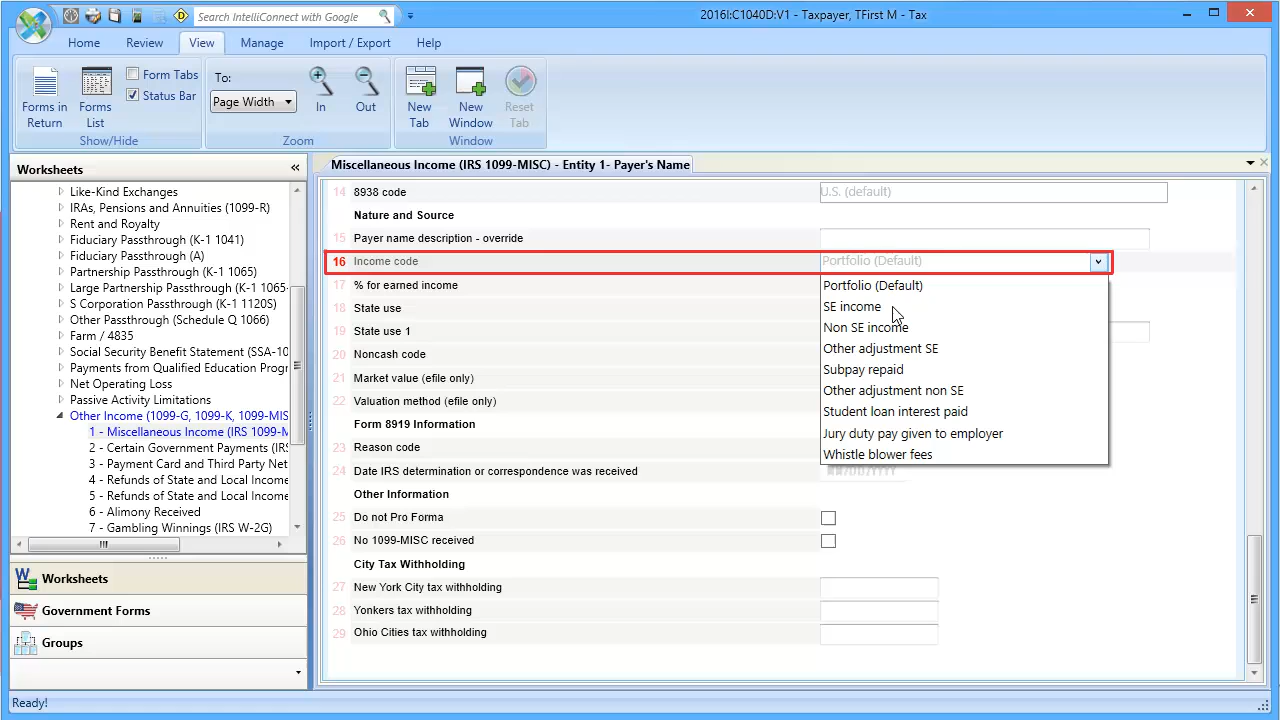 Search IntelliConnect with Google
2016I:C1040D:V1 - Taxpayer, TFirst M - Tax
Home
Review
View
Manage
Import / Export
Help
Forms in Return
Forms List
Form Tabs
Status Bar
Show/Hide
To:
Page Width
In
Out
Zoom
New Tab
New Window
Reset Tab
Window
Worksheets
Like-Kind Exchanges
IRAs, Pensions and Annuities (1099-R)
Rent and Royalty
Fiduciary Passthrough (K-1 1041)
Fiduciary Passthrough (A)
Partnership Passthrough (K-1 1065)
Large Partnership Passthrough (K-1 1065-
S Corporation Passthrough (K-1 1120S)
Other Passthrough (Schedule Q 1066)
Farm / 4835
Social Security Benefit Statement (SSA-10
Payments from Qualified Education Progr
Net Operating Loss
Passive Activity Limitations
Other Income (1099-G, 1099-K, 1099-MIS
1 - Miscellaneous Income (IRS 1099-M
2 - Certain Government Payments (IRS
3 - Payment Card and Third Party Net
4 - Refunds of State and Local Income
5 - Refunds of State and Local Income
6 - Alimony Received
7 - Gambling Winnings (IRS W-2G)
Worksheets
Government Forms
Groups
Ready!
Miscellaneous Income (IRS 1099-MISC) - Entity 1- Payer's Name
14 8938 code U.S. (default)
Nature and Source
15 Payer name description - override
16 Income code Portfolio (Default)
17 % for earned income
18 State use
19 State use 1
20 Noncash code
21 Market value (efile only)
22 Valuation method (efile only)
Form 8919 Information
23 Reason code
24 Date IRS determination or correspondence was received
Other Information
25 Do not Pro Forma
26 No 1099-MISC received
City Tax Withholding
27 New York City tax withholding
28 Yonkers tax withholding
29 Ohio Cities tax withholding
Portfolio (Default)
SE income
Non SE income
Other adjustment SE
Subpay repaid
Other adjustment non SE
Student loan interest paid
Jury duty pay given to employer
Whistle blower fees